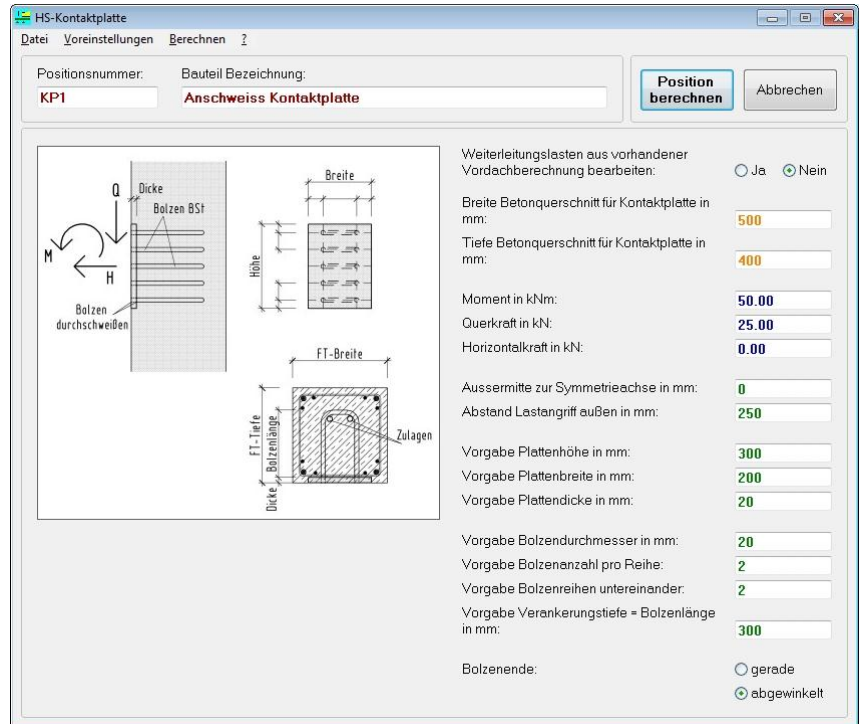 HS-Kontaktplatte
Datei Voreinstellungen Berechnen ?
Positionsnummer:
Bauteil Bezeichnung:
KP1
Anschweiss Kontaktplatte
Position
berechnen
Abbrechen
Q
Dicke
Bolzen BSt
M
H
Bolzen
durchschweißen
Breite
Höhe
FT-Breite
FT-Tiefe
Bolzenlänge
Dicke
Zulagen
Weiterleitungslasten aus vorhandener
Vordachberechnung bearbeiten:
Ja
Nein
Breite Betonquerschnitt für Kontaktplatte in
mm:
500
Tiefe Betonquerschnitt für Kontaktplatte in
mm:
400
Moment in kNm:
50.00
Querkraft in kN:
25.00
Horizontalkraft in kN:
0.00
Aussermitte zur Symmetrieachse in mm:
0
Abstand Lastangriff außen in mm:
250
Vorgabe Plattenhöhe in mm:
300
Vorgabe Plattenbreite in mm:
200
Vorgabe Plattendicke in mm:
20
Vorgabe Bolzendurchmesser in mm:
20
Vorgabe Bolzenanzahl pro Reihe:
2
Vorgabe Bolzenreihen untereinander:
2
Vorgabe Verankerungstiefe = Bolzenlänge
in mm:
300
Bolzenende:
gerade
abgewinkelt